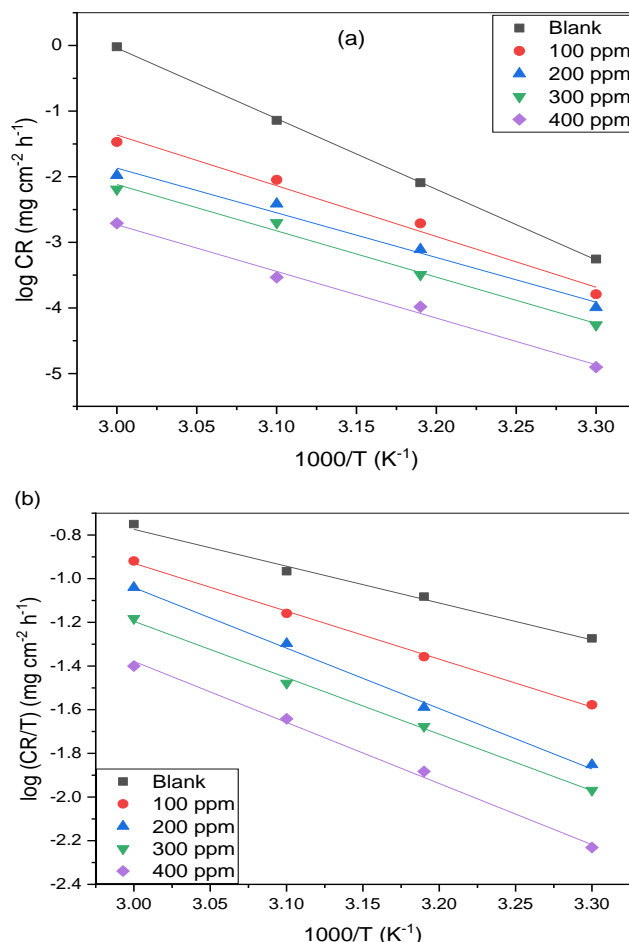 (a)
Blank
100 ppm
200 ppm
300 ppm
400 ppm
0
-1
-2
-3
-4
-5
log CR (mg cm⁻² h⁻¹)
3.00 3.05 3.10 3.15 3.20 3.25 3.30
1000/T (K⁻¹)
(b)
-0.8
-1.0
-1.2
-1.4
-1.6
-1.8
-2.0
-2.2
-2.4
log (CR/T) (mg cm⁻² h⁻¹)
Blank
100 ppm
200 ppm
300 ppm
400 ppm
3.00 3.05 3.10 3.15 3.20 3.25 3.30
1000/T (K⁻¹)